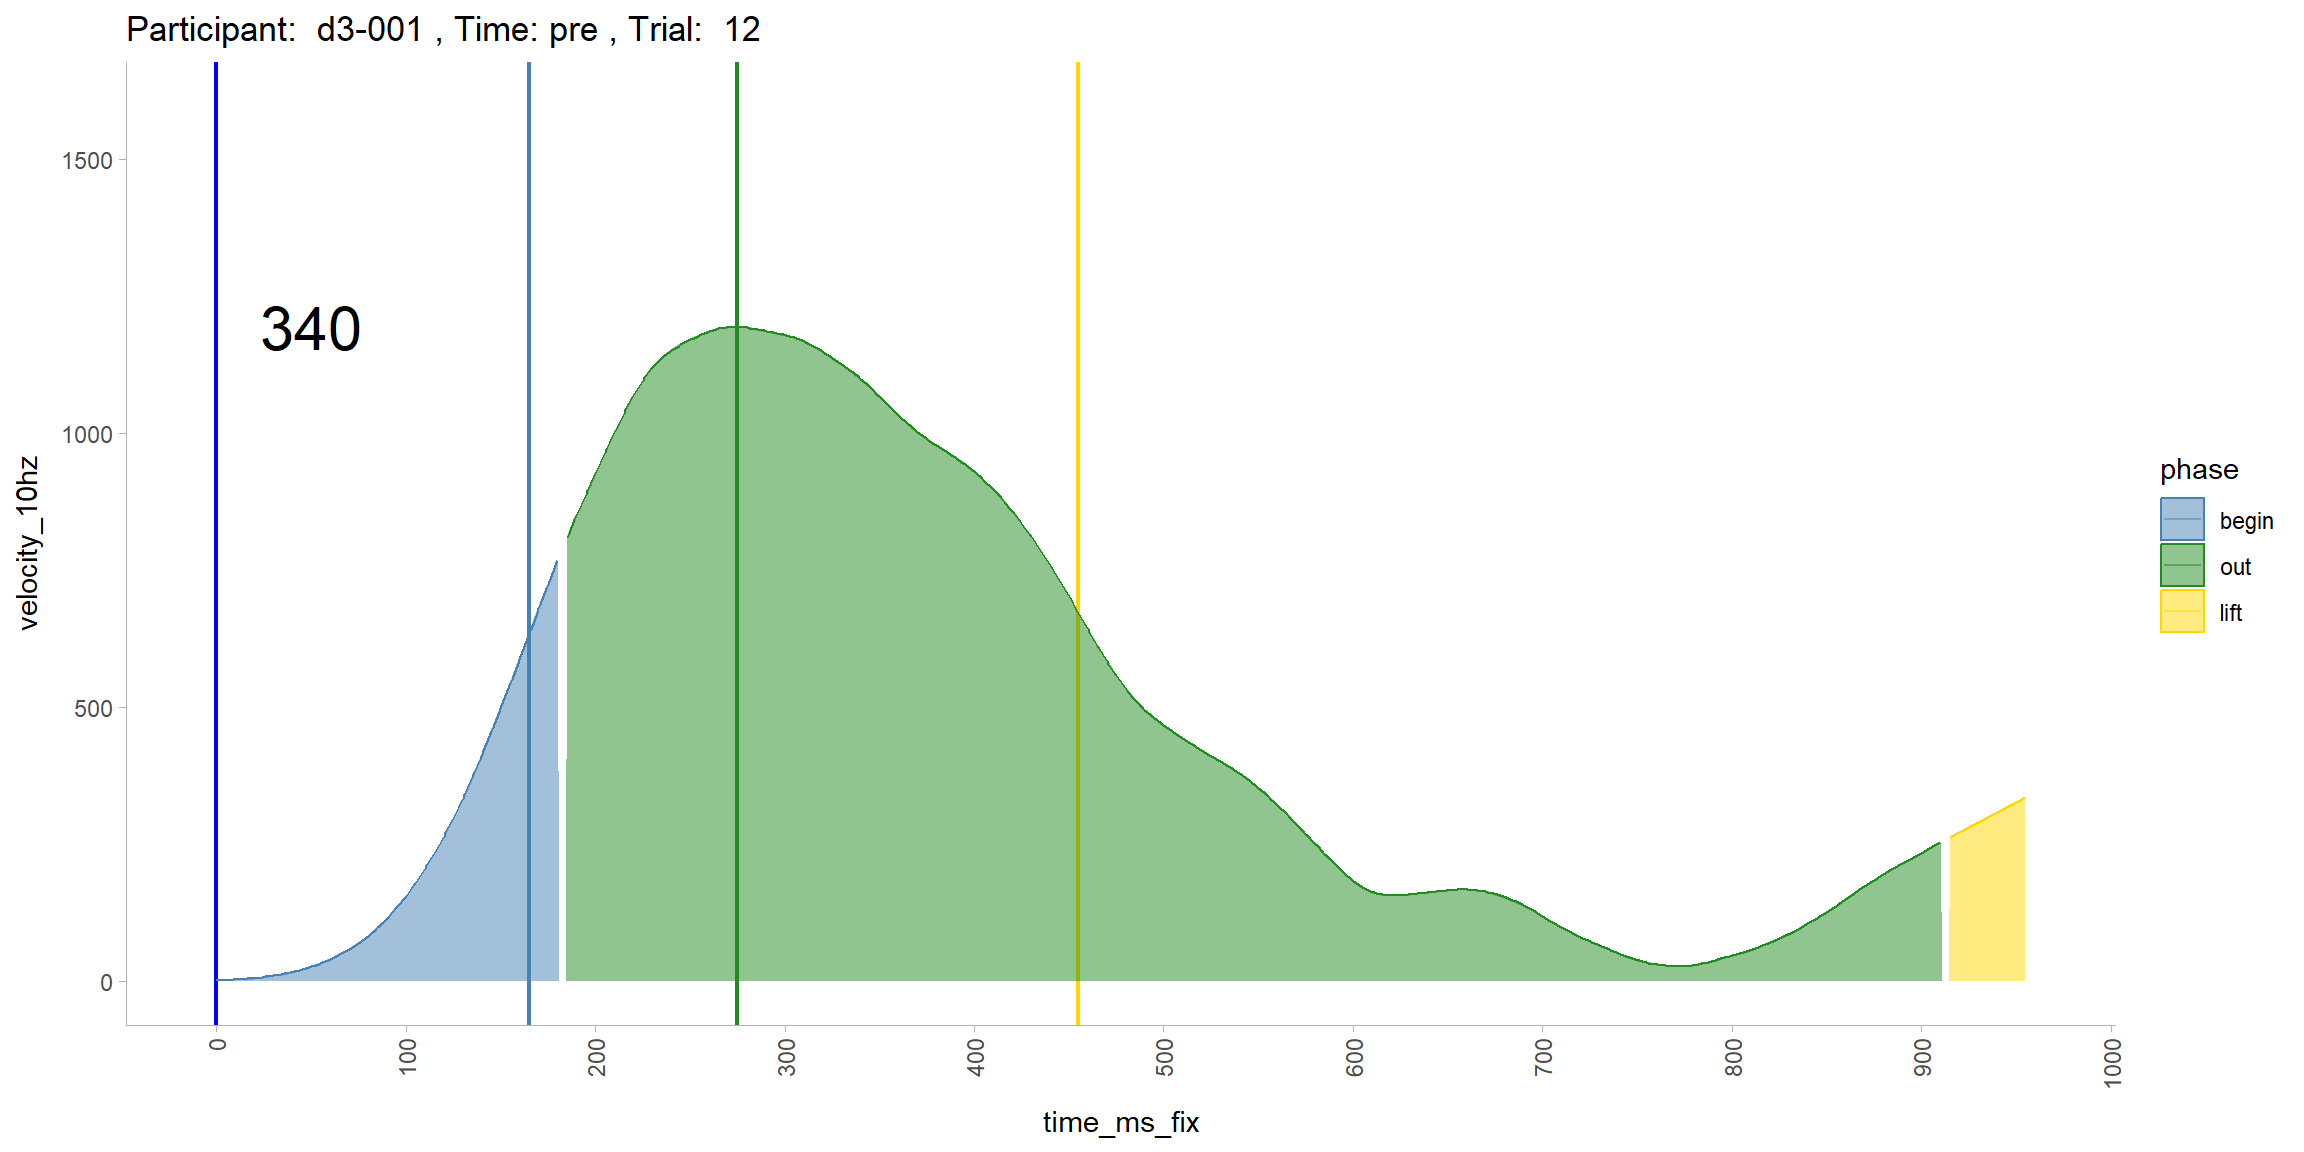 Participant:  d3-001 , Time: pre , Trial:  12
1500
1000
500
0
velocity_10hz
340
0
100
200
300
400
500
600
700
800
900
1000
time_ms_fix
phase
begin
out
lift